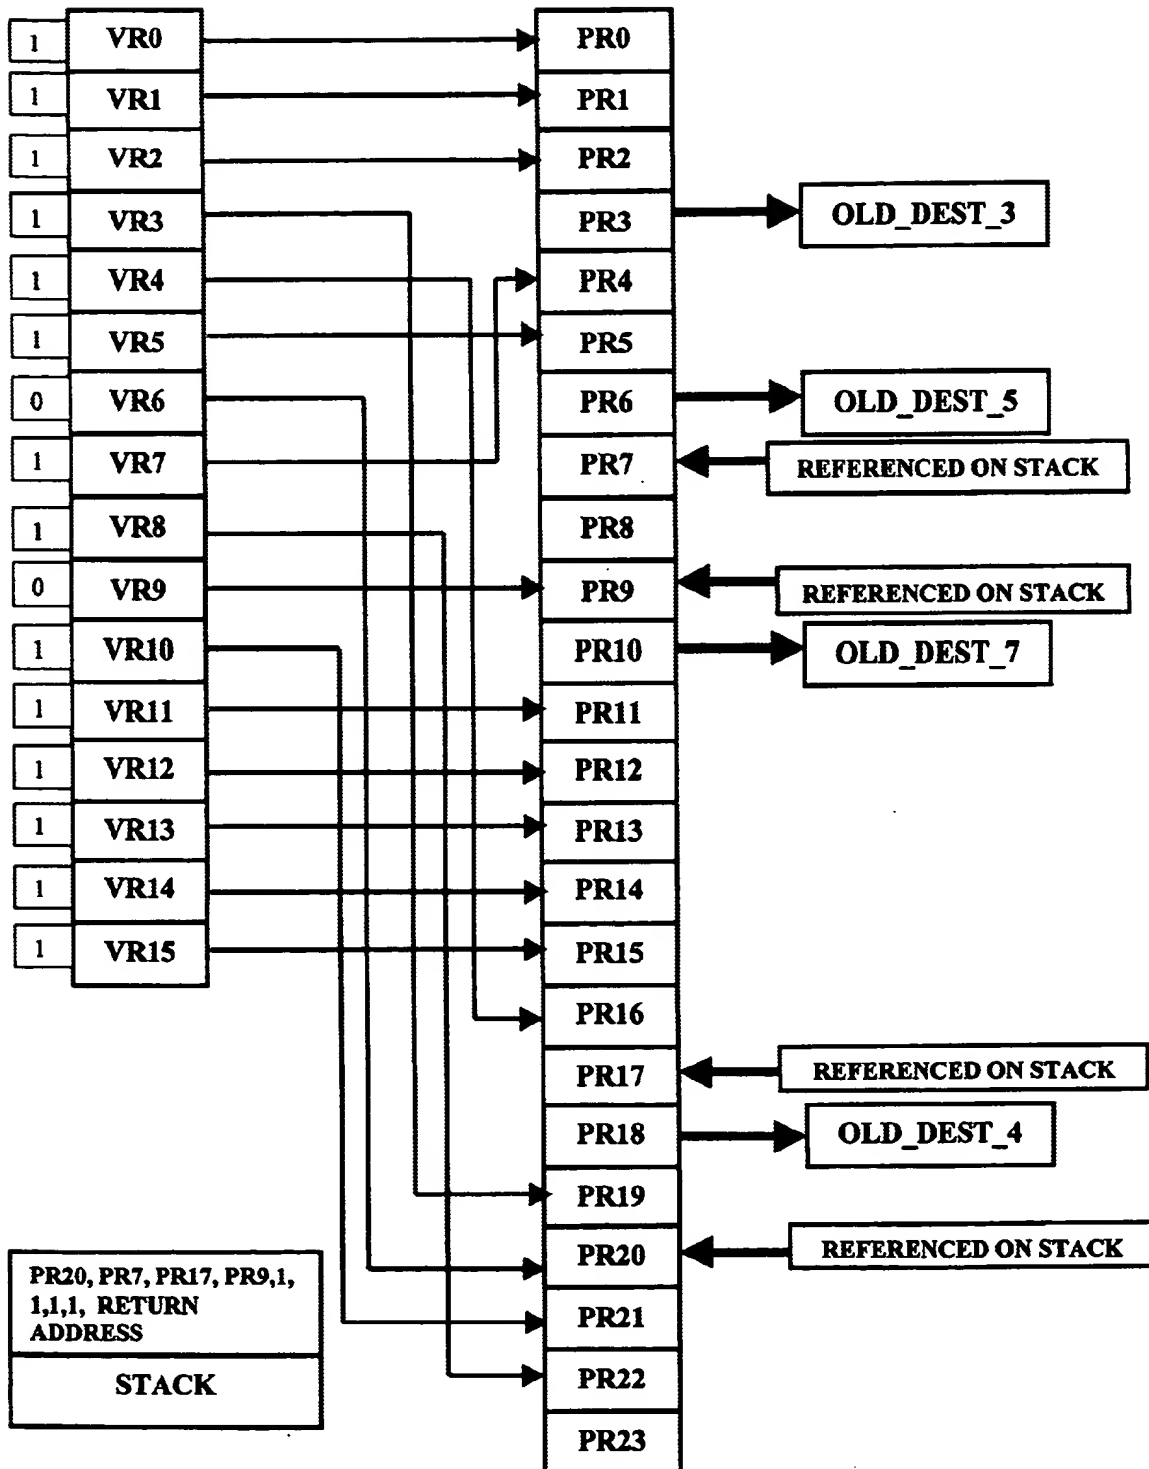 1 VR0 PR0
1 VR1 PR1
1 VR2 PR2
1 VR3 PR3 OLD_DEST_3
1 VR4 PR4
1 VR5 PR5
0 VR6 PR6 OLD_DEST_5
1 VR7 PR7 REFERENCED ON STACK
1 VR8 PR8
0 VR9 PR9 REFERENCED ON STACK
1 VR10 PR10 OLD_DEST_7
1 VR11 PR11
1 VR12 PR12
1 VR13 PR13
1 VR14 PR14
1 VR15 PR15
PR16
PR17 REFERENCED ON STACK
PR18 OLD_DEST_4
PR19
PR20 REFERENCED ON STACK
PR21
PR22
PR23
PR20, PR7, PR17, PR9,1,
1,1,1, RETURN
ADDRESS
STACK